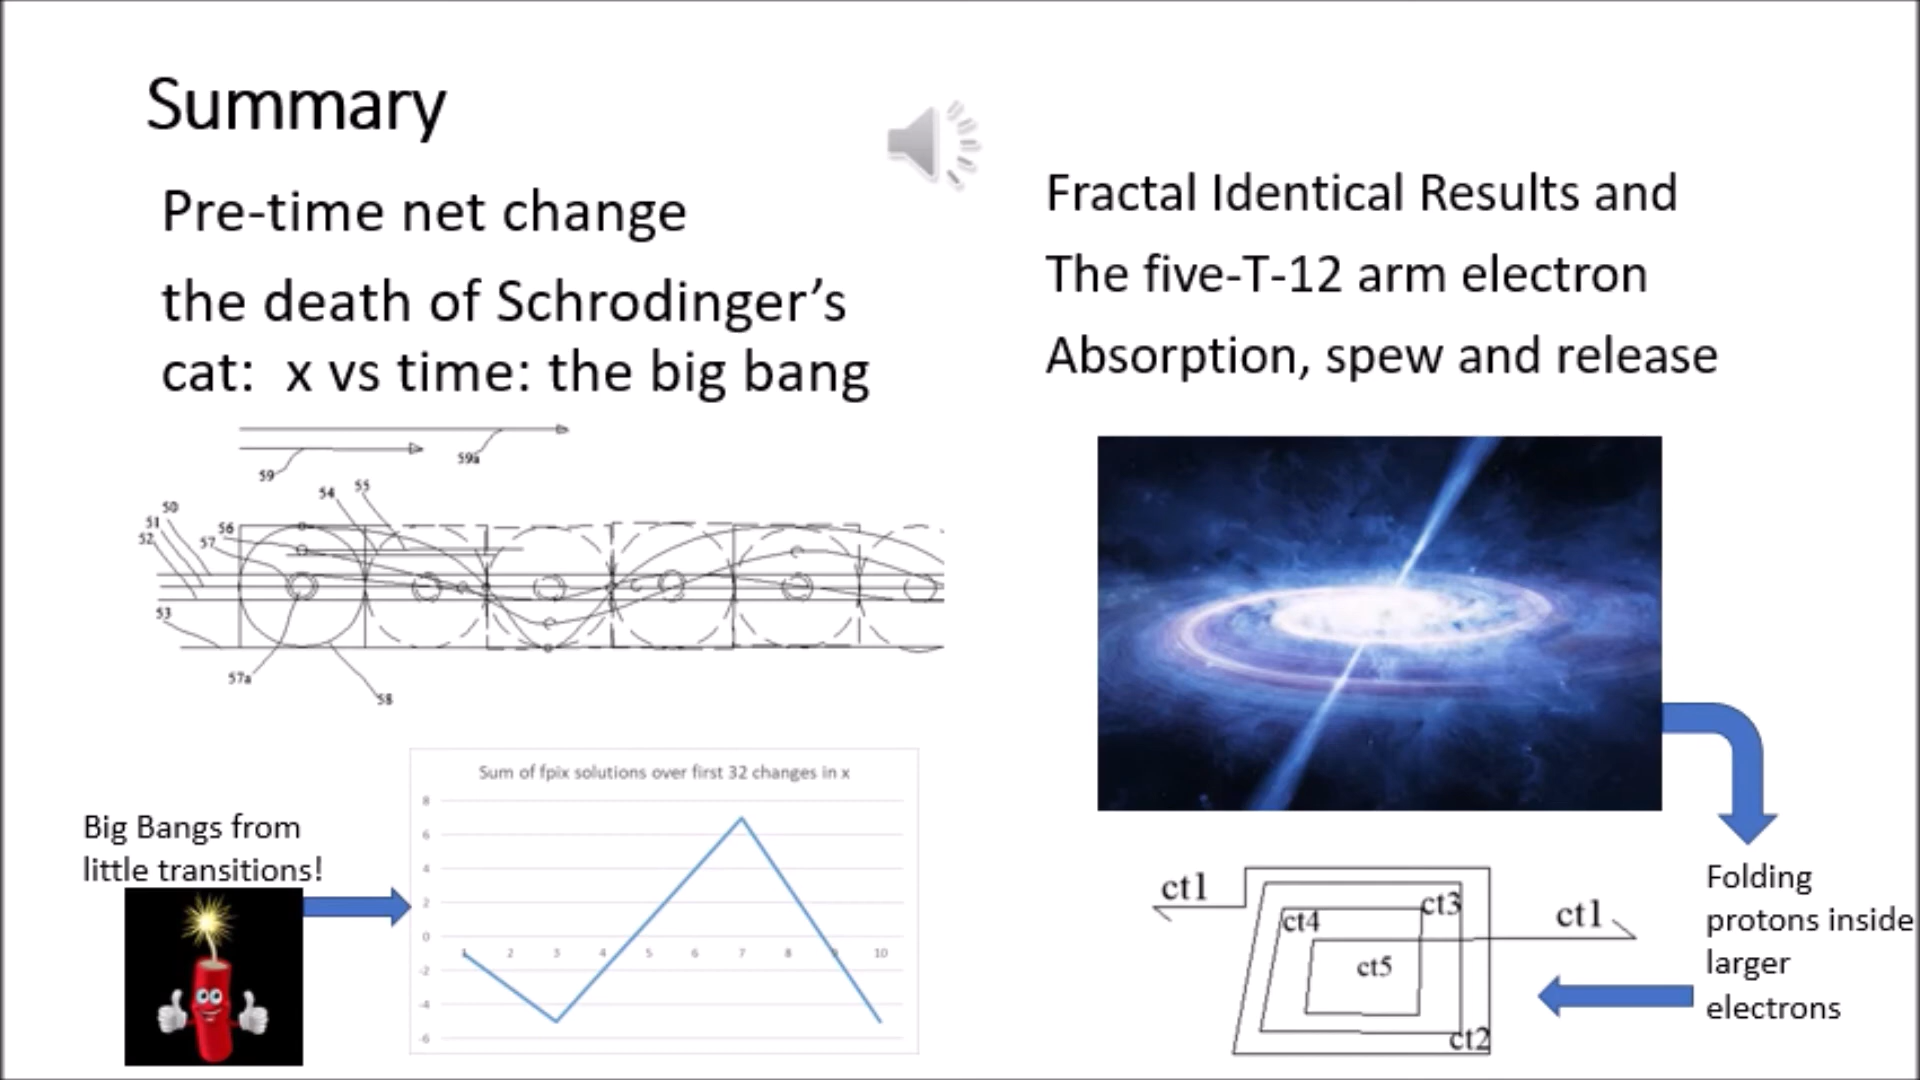 Summary
Pre-time net change
the death of Schrodinger’s
cat: x vs time: the big bang
Fractal Identical Results and
The five-T-12 arm electron
Absorption, spew and release
59a
59
55
54
50
51
52
56
57
53
57a
58
Big Bangs from
little transitions!
Sum of fpix solutions over first 32 changes in x
8
6
4
2
0
-2
-4
-6
1 2 3 4 5 6 7 8 9 10
ct1
ct3
ct4
ct1
ct5
ct2
Folding
protons inside
larger
electrons